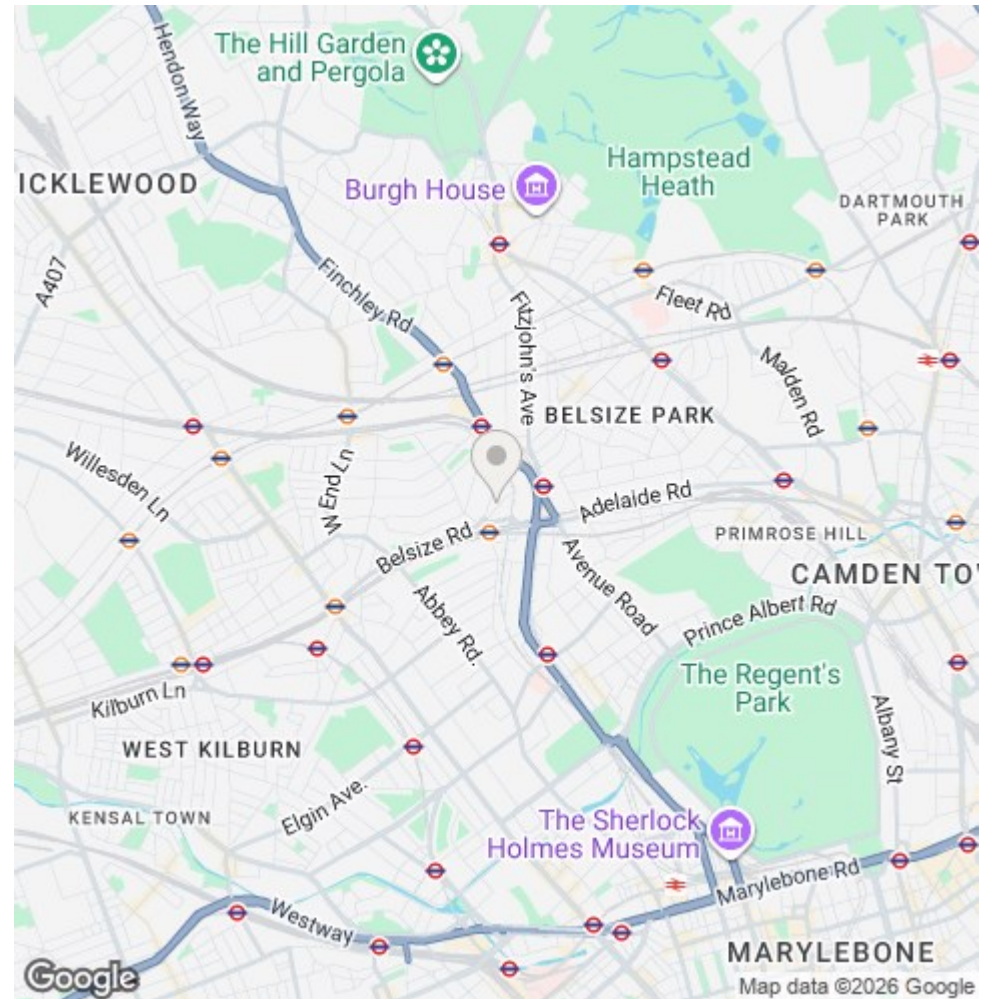 The Hill Garden
and Pergola
Hendon Way
Hampstead
Heath
ICKLEWOOD
Burgh House
DARTMOUTH
PARK
A407
Finchley Rd
Fitzjohn's Ave
Fleet Rd
Malden Rd
BELSIZE PARK
Willesden Ln
W End Ln
Adelaide Rd
Belsize Rd
PRIMROSE HILL
CAMDEN TO
Avenue Road
Abbey Rd.
Prince Albert Rd
The Regent's
Park
Kilburn Ln
Albany St
WEST KILBURN
Elgin Ave.
KENSAL TOWN
The Sherlock
Holmes Museum
Marylebone Rd
Westway
MARYLEBONE
Google
Map data ©2026 Google